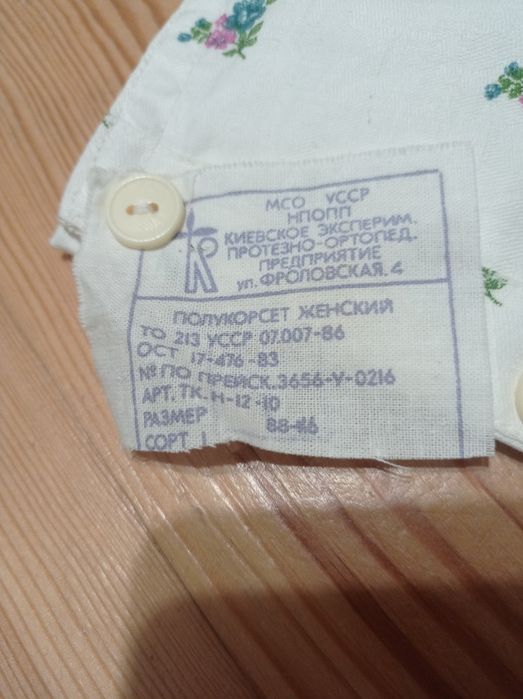 МСО УССР
НПОПП
КИЕВСКОЕ ЭКСПЕРИМ.
ПРОТЕЗНО-ОРТОПЕД.
ПРЕДПРИЯТИЕ
ул. ФРОЛОВСКАЯ. 4
ПОЛУКОРСЕТ ЖЕНСКИЙ
ТО 213 УССР 07.007-86
ОСТ 17-476-83
№ ПО ПРЕЙСК. 3656-У-0216
АРТ. ТК. Н-12-10
РАЗМЕР 88-
СОРТ 1